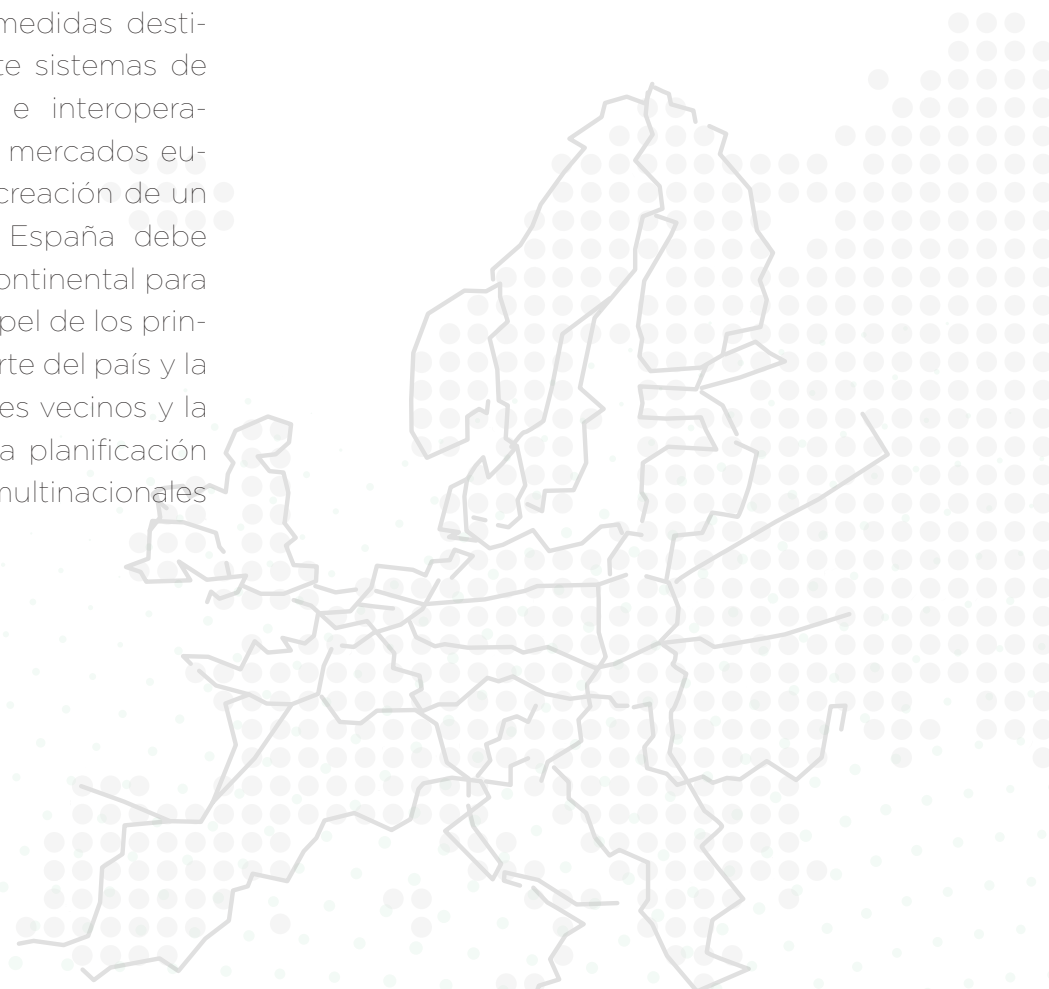 medidas desti-
te sistemas de
e interopera-
mercados eu-
creación de un
España debe
ontinental para
pel de los prin-
rte del país y la
es vecinos y la
a planificación
multinacionales